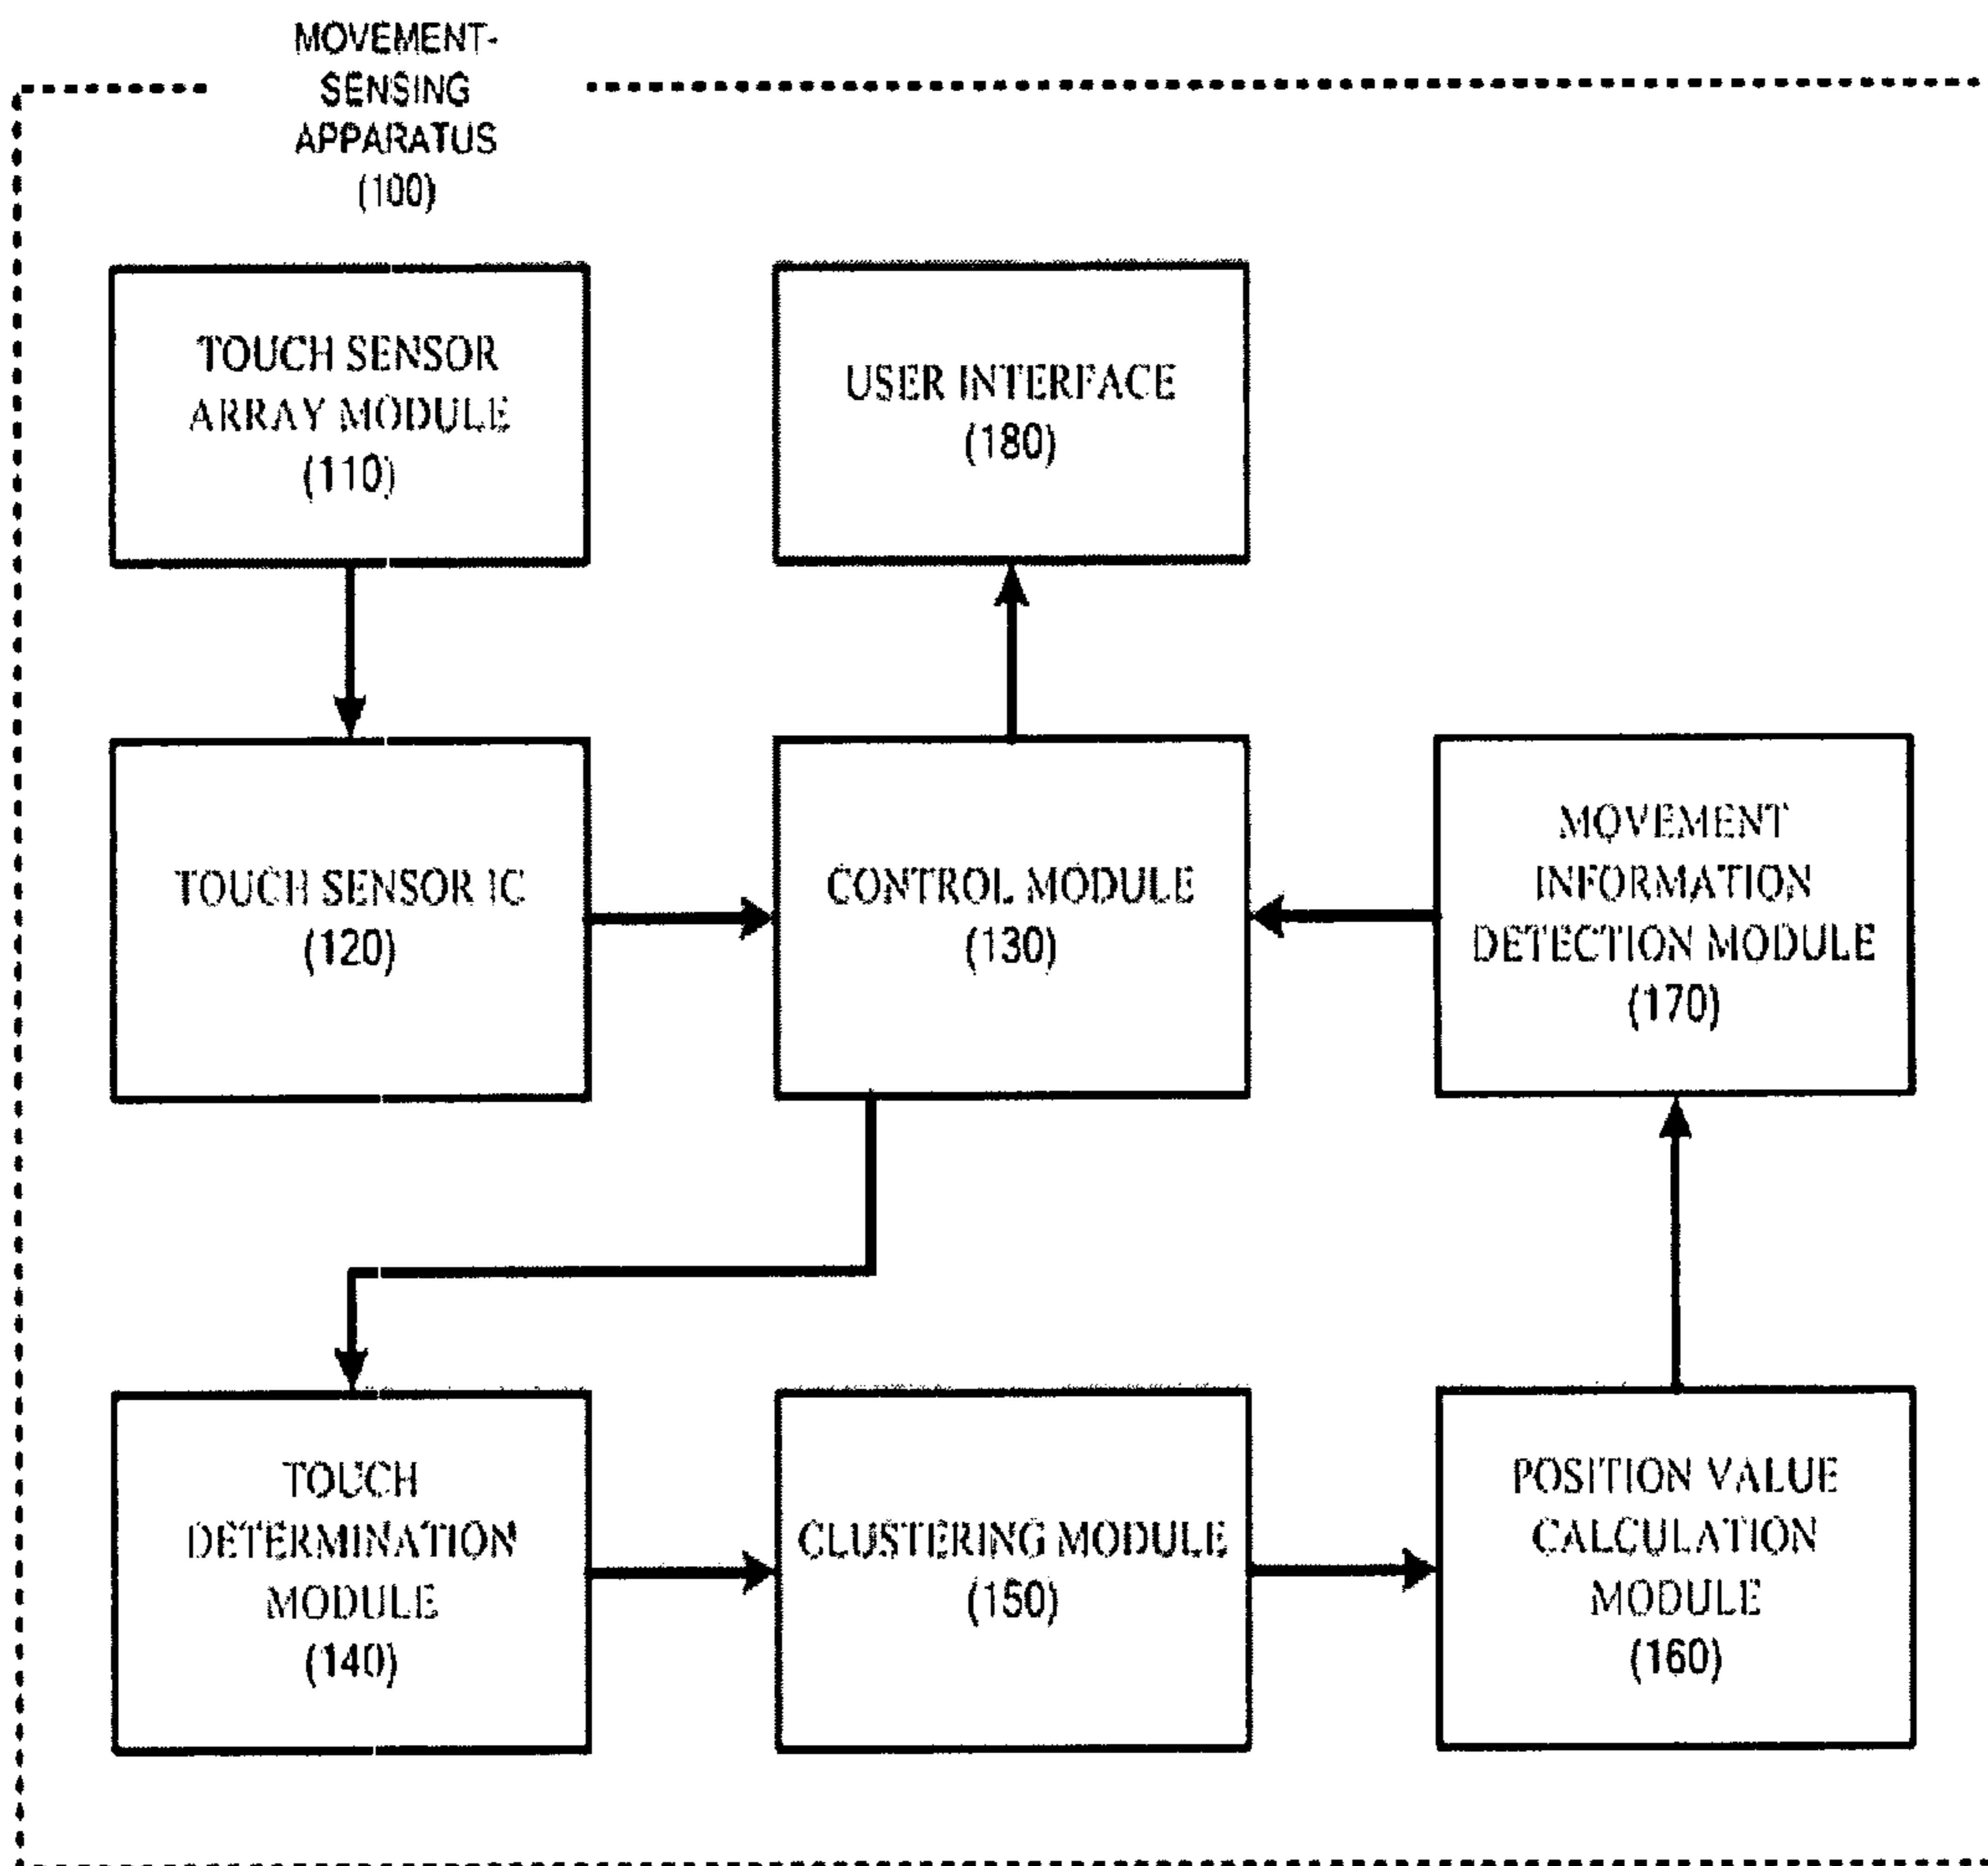 MOVEMENT-
SENSING
APPARATUS
(100)
TOUCH SENSOR
ARRAY MODULE
(110)
USER INTERFACE
(180)
TOUCH SENSOR IC
(120)
CONTROL MODULE
(130)
MOVEMENT
INFORMATION
DETECTION MODULE
(170)
TOUCH
DETERMINATION
MODULE
(140)
CLUSTERING MODULE
(150)
POSITION VALUE
CALCULATION
MODULE
(160)